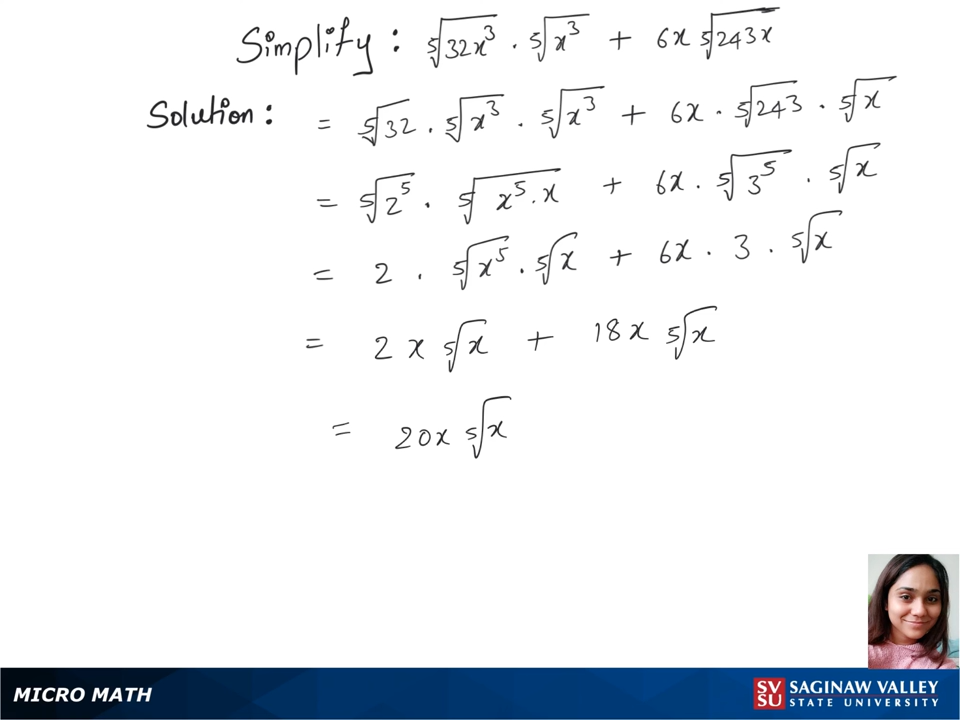 Simplify: ⁵√32x³ · ⁵√x³ + 6x ⁵√243x
Solution: = ⁵√32 · ⁵√x³ · ⁵√x³ + 6x · ⁵√243 · ⁵√x
= ⁵√2⁵ · ⁵√x⁵·x + 6x · ⁵√3⁵ · ⁵√x
= 2 · ⁵√x⁵ · ⁵√x + 6x · 3 · ⁵√x
= 2x ⁵√x + 18x ⁵√x
= 20x ⁵√x
MICRO MATH
SV SU SAGINAW VALLEY
STATE UNIVERSITY